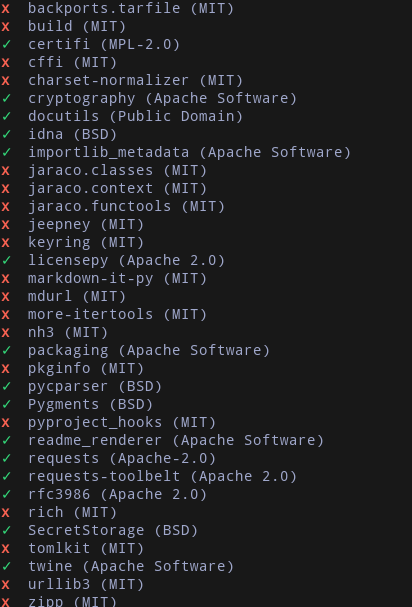 x backports.tarfile (MIT)
x build (MIT)
✓ certifi (MPL-2.0)
x cffi (MIT)
x charset-normalizer (MIT)
✓ cryptography (Apache Software)
✓ docutils (Public Domain)
✓ idna (BSD)
✓ importlib_metadata (Apache Software)
x jaraco.classes (MIT)
x jaraco.context (MIT)
x jaraco.functools (MIT)
x jeepney (MIT)
x keyring (MIT)
✓ licensepy (Apache 2.0)
x markdown-it-py (MIT)
x mdurl (MIT)
x more-itertools (MIT)
x nh3 (MIT)
✓ packaging (Apache Software)
x pkginfo (MIT)
✓ pycparser (BSD)
✓ Pygments (BSD)
x pyproject_hooks (MIT)
✓ readme_renderer (Apache Software)
✓ requests (Apache-2.0)
✓ requests-toolbelt (Apache 2.0)
✓ rfc3986 (Apache 2.0)
x rich (MIT)
✓ SecretStorage (BSD)
x tomlkit (MIT)
✓ twine (Apache Software)
x urllib3 (MIT)
x zipp (MIT)